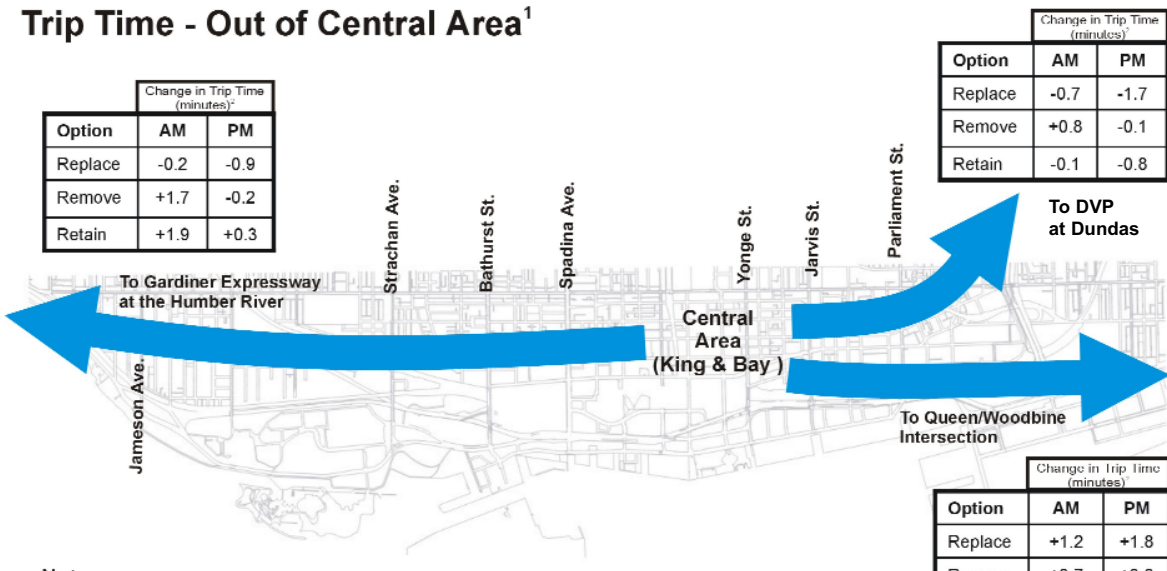 Trip Time - Out of Central Area¹
Change in Trip Time
(minutes)²
Option AM PM
Replace -0.7 -1.7
Remove +0.8 -0.1
Retain -0.1 -0.8
Change in Trip Time
(minutes)²
Option AM PM
Replace -0.2 -0.9
Remove +1.7 -0.2
Retain +1.9 +0.3
Strachan Ave.
Bathurst St.
Spadina Ave.
Yonge St.
Jarvis St.
Parliament St.
To DVP
at Dundas
To Gardiner Expressway
at the Humber River
Central
Area
(King & Bay )
Jameson Ave.
To Queen/Woodbine
Intersection
Change in Trip Time
(minutes)²
Option AM PM
Replace +1.2 +1.8